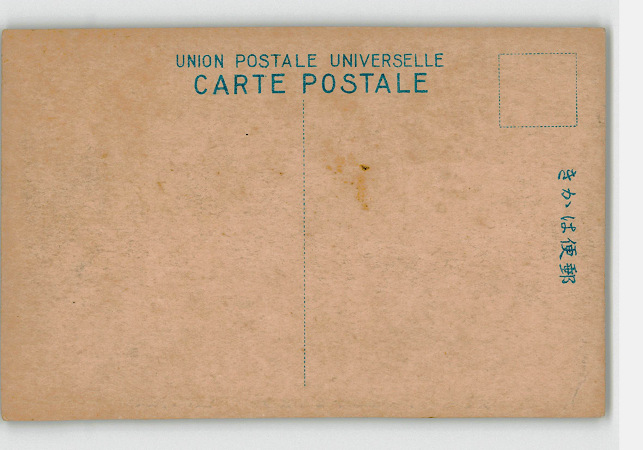 UNION POSTALE UNIVERSELLE
CARTE POSTALE
きかは便郵